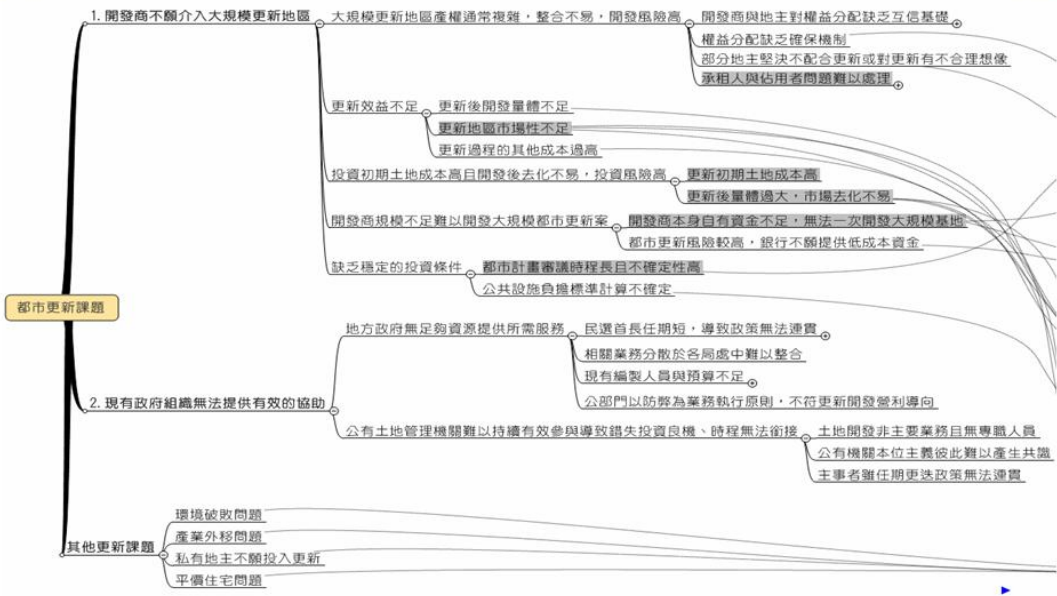 都市更新課題
1. 開發商不願介入大規模更新地區
大規模更新地區產權通常複雜，整合不易，開發風險高
開發商與地主對權益分配缺乏互信基礎
權益分配缺乏確保機制
部分地主堅決不配合更新或對更新有不合理想像
承租人與佔用者問題難以處理
更新效益不足
更新後開發量體不足
更新地區市場性不足
更新過程的其他成本過高
投資初期土地成本高且開發後去化不易，投資風險高
更新初期土地成本高
更新後量體過大，市場去化不易
開發商規模不足難以開發大規模都市更新案
開發商本身自有資金不足，無法一次開發大規模基地
都市更新風險較高，銀行不願提供低成本資金
缺乏穩定的投資條件
都市計畫審議時程長且不確定性高
公共設施負擔標準計算不確定
2. 現有政府組織無法提供有效的協助
地方政府無足夠資源提供所需服務
民選首長任期短，導致政策無法連貫
相關業務分散於各局處中難以整合
現有編製人員與預算不足
公部門以防弊為業務執行原則，不符更新開發營利導向
公有土地管理機關難以持續有效參與導致錯失投資良機、時程無法銜接
土地開發非主要業務且無專職人員
公有機關本位主義彼此難以產生共識
主事者雖任期更迭政策無法連貫
其他更新課題
環境破敗問題
產業外移問題
私有地主不願投入更新
平價住宅問題